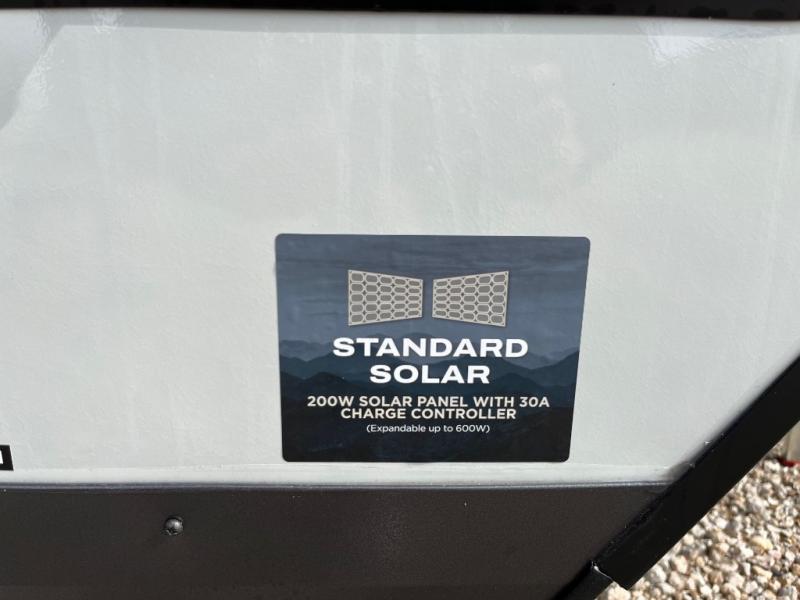 STANDARD
SOLAR
200W SOLAR PANEL WITH 30A
CHARGE CONTROLLER
(Expandable up to 600W)